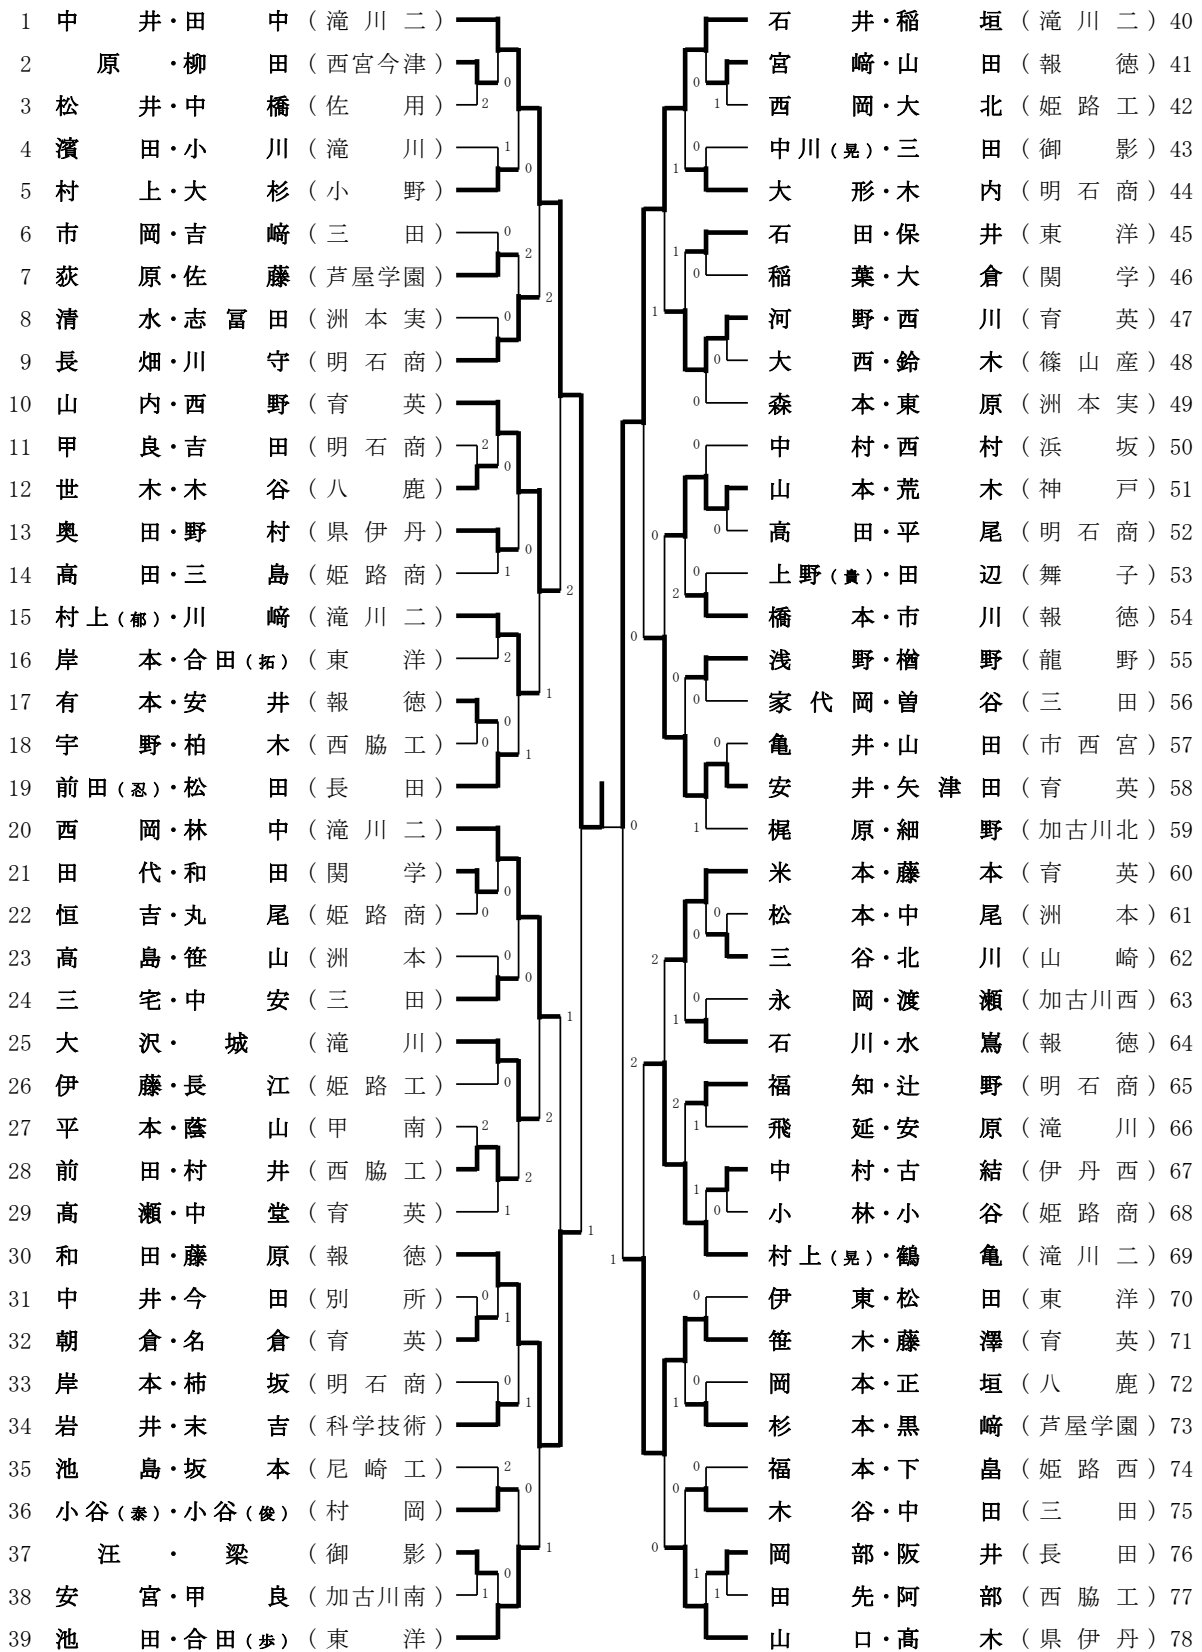 1 中井・田中（滝川二）
2 原・柳田（西宮今津）
3 松井・中橋（佐用）
4 濱田・小川（滝川）
5 村上・大杉（小野）
6 市岡・吉﨑（三田）
7 荻原・佐藤（芦屋学園）
8 清水・志冨田（洲本実）
9 長畑・川守（明石商）
10 山内・西野（育英）
11 甲良・吉田（明石商）
12 世木・木谷（八鹿）
13 奥田・野村（県伊丹）
14 高田・三島（姫路商）
15 村上（郁）・川﨑（滝川二）
16 岸本・合田（拓）（東洋）
17 有本・安井（報徳）
18 宇野・柏木（西脇工）
19 前田（忍）・松田（長田）
20 西岡・林中（滝川二）
21 田代・和田（関学）
22 恒吉・丸尾（姫路商）
23 高島・笹山（洲本）
24 三宅・中安（三田）
25 大沢・城（滝川）
26 伊藤・長江（姫路工）
27 平本・蔭山（甲南）
28 前田・村井（西脇工）
29 髙瀬・中堂（育英）
30 和田・藤原（報徳）
31 中井・今田（別所）
32 朝倉・名倉（育英）
33 岸本・柿坂（明石商）
34 岩井・末吉（科学技術）
35 池島・坂本（尼崎工）
36 小谷（泰）・小谷（俊）（村岡）
37 汪・梁（御影）
38 安宮・甲良（加古川南）
39 池田・合田（歩）（東洋）
石井・稲垣（滝川二）40
宮﨑・山田（報徳）41
西岡・大北（姫路工）42
中川（晃）・三田（御影）43
大形・木内（明石商）44
石田・保井（東洋）45
稲葉・大倉（関学）46
河野・西川（育英）47
大西・鈴木（篠山産）48
森本・東原（洲本実）49
中村・西村（浜坂）50
山本・荒木（神戸）51
高田・平尾（明石商）52
上野（貴）・田辺（舞子）53
橋本・市川（報徳）54
浅野・楢野（龍野）55
家代岡・曽谷（三田）56
亀井・山田（市西宮）57
安井・矢津田（育英）58
梶原・細野（加古川北）59
米本・藤本（育英）60
松本・中尾（洲本）61
三谷・北川（山崎）62
永岡・渡瀬（加古川西）63
石川・水嶌（報徳）64
福知・辻野（明石商）65
飛延・安原（滝川）66
中村・古結（伊丹西）67
小林・小谷（姫路商）68
村上（晃）・鶴亀（滝川二）69
伊東・松田（東洋）70
笹木・藤澤（育英）71
岡本・正垣（八鹿）72
杉本・黒﨑（芦屋学園）73
福本・下畠（姫路西）74
木谷・中田（三田）75
岡部・阪井（長田）76
田先・阿部（西脇工）77
山口・髙木（県伊丹）78